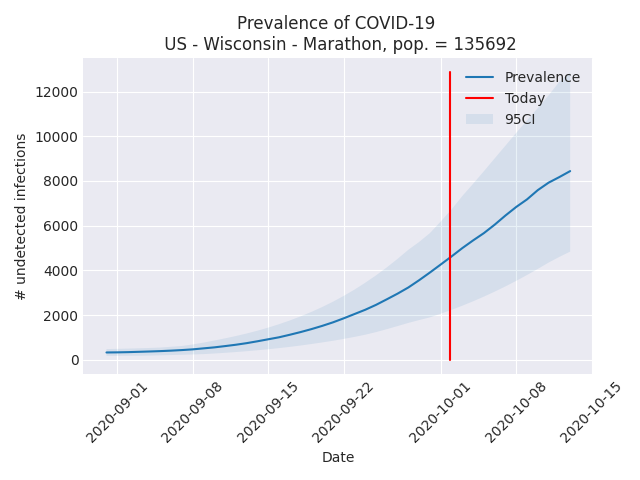 Prevalence of COVID-19
US - Wisconsin - Marathon, pop. = 135692
Prevalence
Today
95CI
12000
10000
8000
6000
4000
2000
0
# undetected infections
2020-09-01
2020-09-08
2020-09-15
2020-09-22
2020-10-01
2020-10-08
2020-10-15
Date